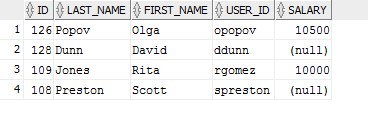 ID LAST_NAME FIRST_NAME USER_ID SALARY
1 126 Popov Olga opopov 10500
2 128 Dunn David ddunn (null)
3 109 Jones Rita rgomez 10000
4 108 Preston Scott spreston (null)